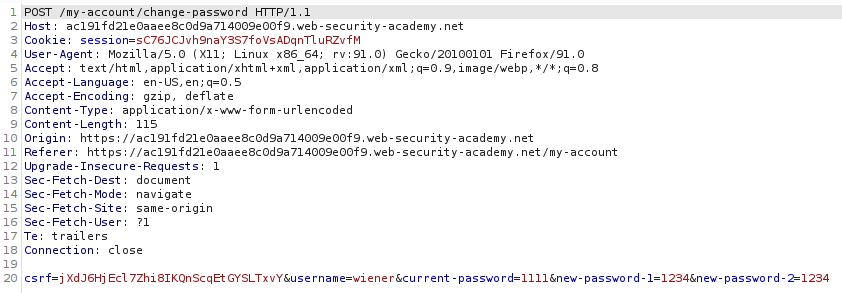 1 POST /my-account/change-password HTTP/1.1
2 Host: ac191fd21e0aaee8c0d9a714009e00f9.web-security-academy.net
3 Cookie: session=sC76JCJvh9naY3S7foVsADqnTluRZvfM
4 User-Agent: Mozilla/5.0 (X11; Linux x86_64; rv:91.0) Gecko/20100101 Firefox/91.0
5 Accept: text/html,application/xhtml+xml,application/xml;q=0.9,image/webp,*/*;q=0.8
6 Accept-Language: en-US,en;q=0.5
7 Accept-Encoding: gzip, deflate
8 Content-Type: application/x-www-form-urlencoded
9 Content-Length: 115
10 Origin: https://ac191fd21e0aaee8c0d9a714009e00f9.web-security-academy.net
11 Referer: https://ac191fd21e0aaee8c0d9a714009e00f9.web-security-academy.net/my-account
12 Upgrade-Insecure-Requests: 1
13 Sec-Fetch-Dest: document
14 Sec-Fetch-Mode: navigate
15 Sec-Fetch-Site: same-origin
16 Sec-Fetch-User: ?1
17 Te: trailers
18 Connection: close
19
20 csrf=jXdJ6HjEcl7Zhi8IKQnScqEtGYSLTxvY&username=wiener&current-password=1111&new-password-1=1234&new-password-2=1234